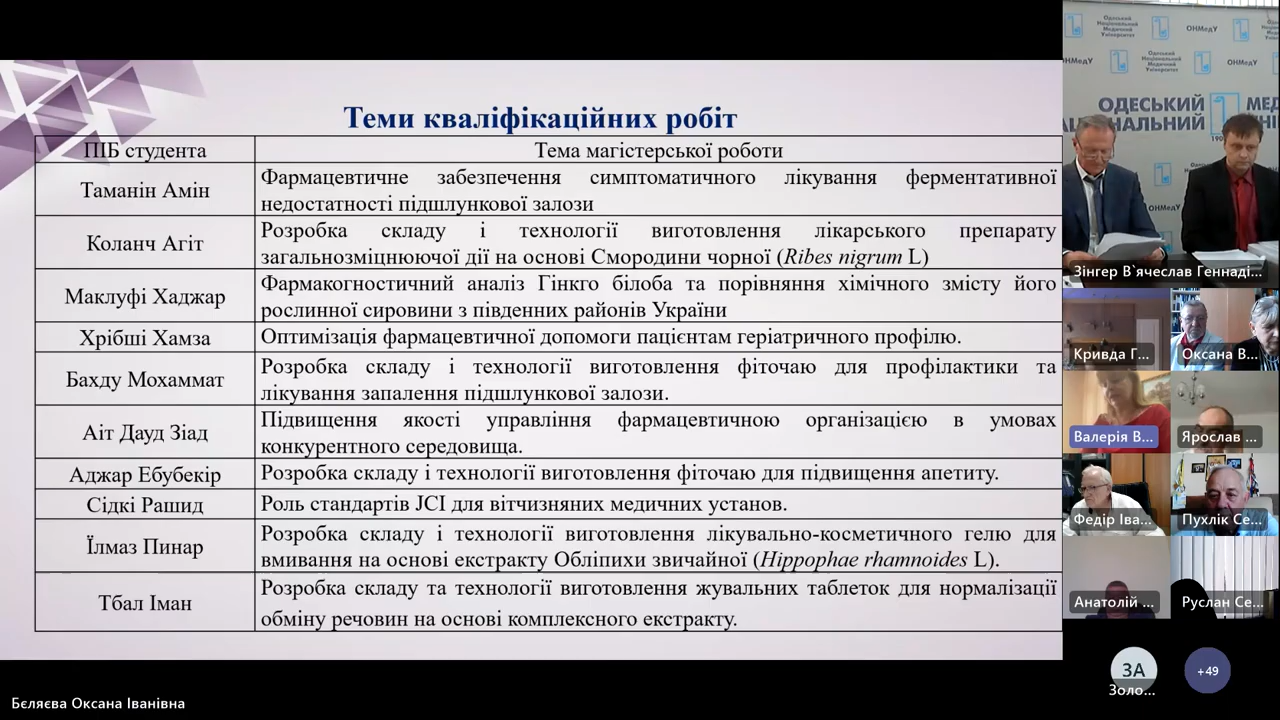 Теми кваліфікаційних робіт
ПІБ студента
Тема магістерської роботи
Таманін Амін
Фармацевтичне забезпечення симптоматичного лікування ферментативної
недостатності підшлункової залози
Коланч Агіт
Розробка складу і технології виготовлення лікарського препарату
загальнозміцнюючої дії на основі Смородини чорної (Ribes nigrum L)
Маклуфі Хаджар
Фармакогностичний аналіз Гінкго білоба та порівняння хімічного змісту його
рослинної сировини з південних районів України
Хрібші Хамза
Оптимізація фармацевтичної допомоги пацієнтам геріатричного профілю.
Бахду Мохаммат
Розробка складу і технології виготовлення фіточаю для профілактики та
лікування запалення підшлункової залози.
Аіт Дауд Зіад
Підвищення якості управління фармацевтичною організацією в умовах
конкурентного середовища.
Аджар Ебубекір
Розробка складу і технології виготовлення фіточаю для підвищення апетиту.
Сідкі Рашид
Роль стандартів JCI для вітчизняних медичних установ.
Їлмаз Пинар
Розробка складу і технології виготовлення лікувально-косметичного гелю для
вмивання на основі екстракту Обліпихи звичайної (Hippophae rhamnoides L).
Тбал Іман
Розробка складу та технології виготовлення жувальних таблеток для нормалізації
обміну речовин на основі комплексного екстракту.
Бєляєва Оксана Іванівна
Одеський
Національний
Медичний
Університет
ОНМедУ
ОДЕСЬКИЙ
МЕД
Зінгер В`ячеслав Геннаді...
Кривда Г...
Оксана В...
Валерія В...
Ярослав ...
Федір Іва...
Пухлік Се...
Анатолій ...
Руслан Се...
ЗА
Золо...
+49